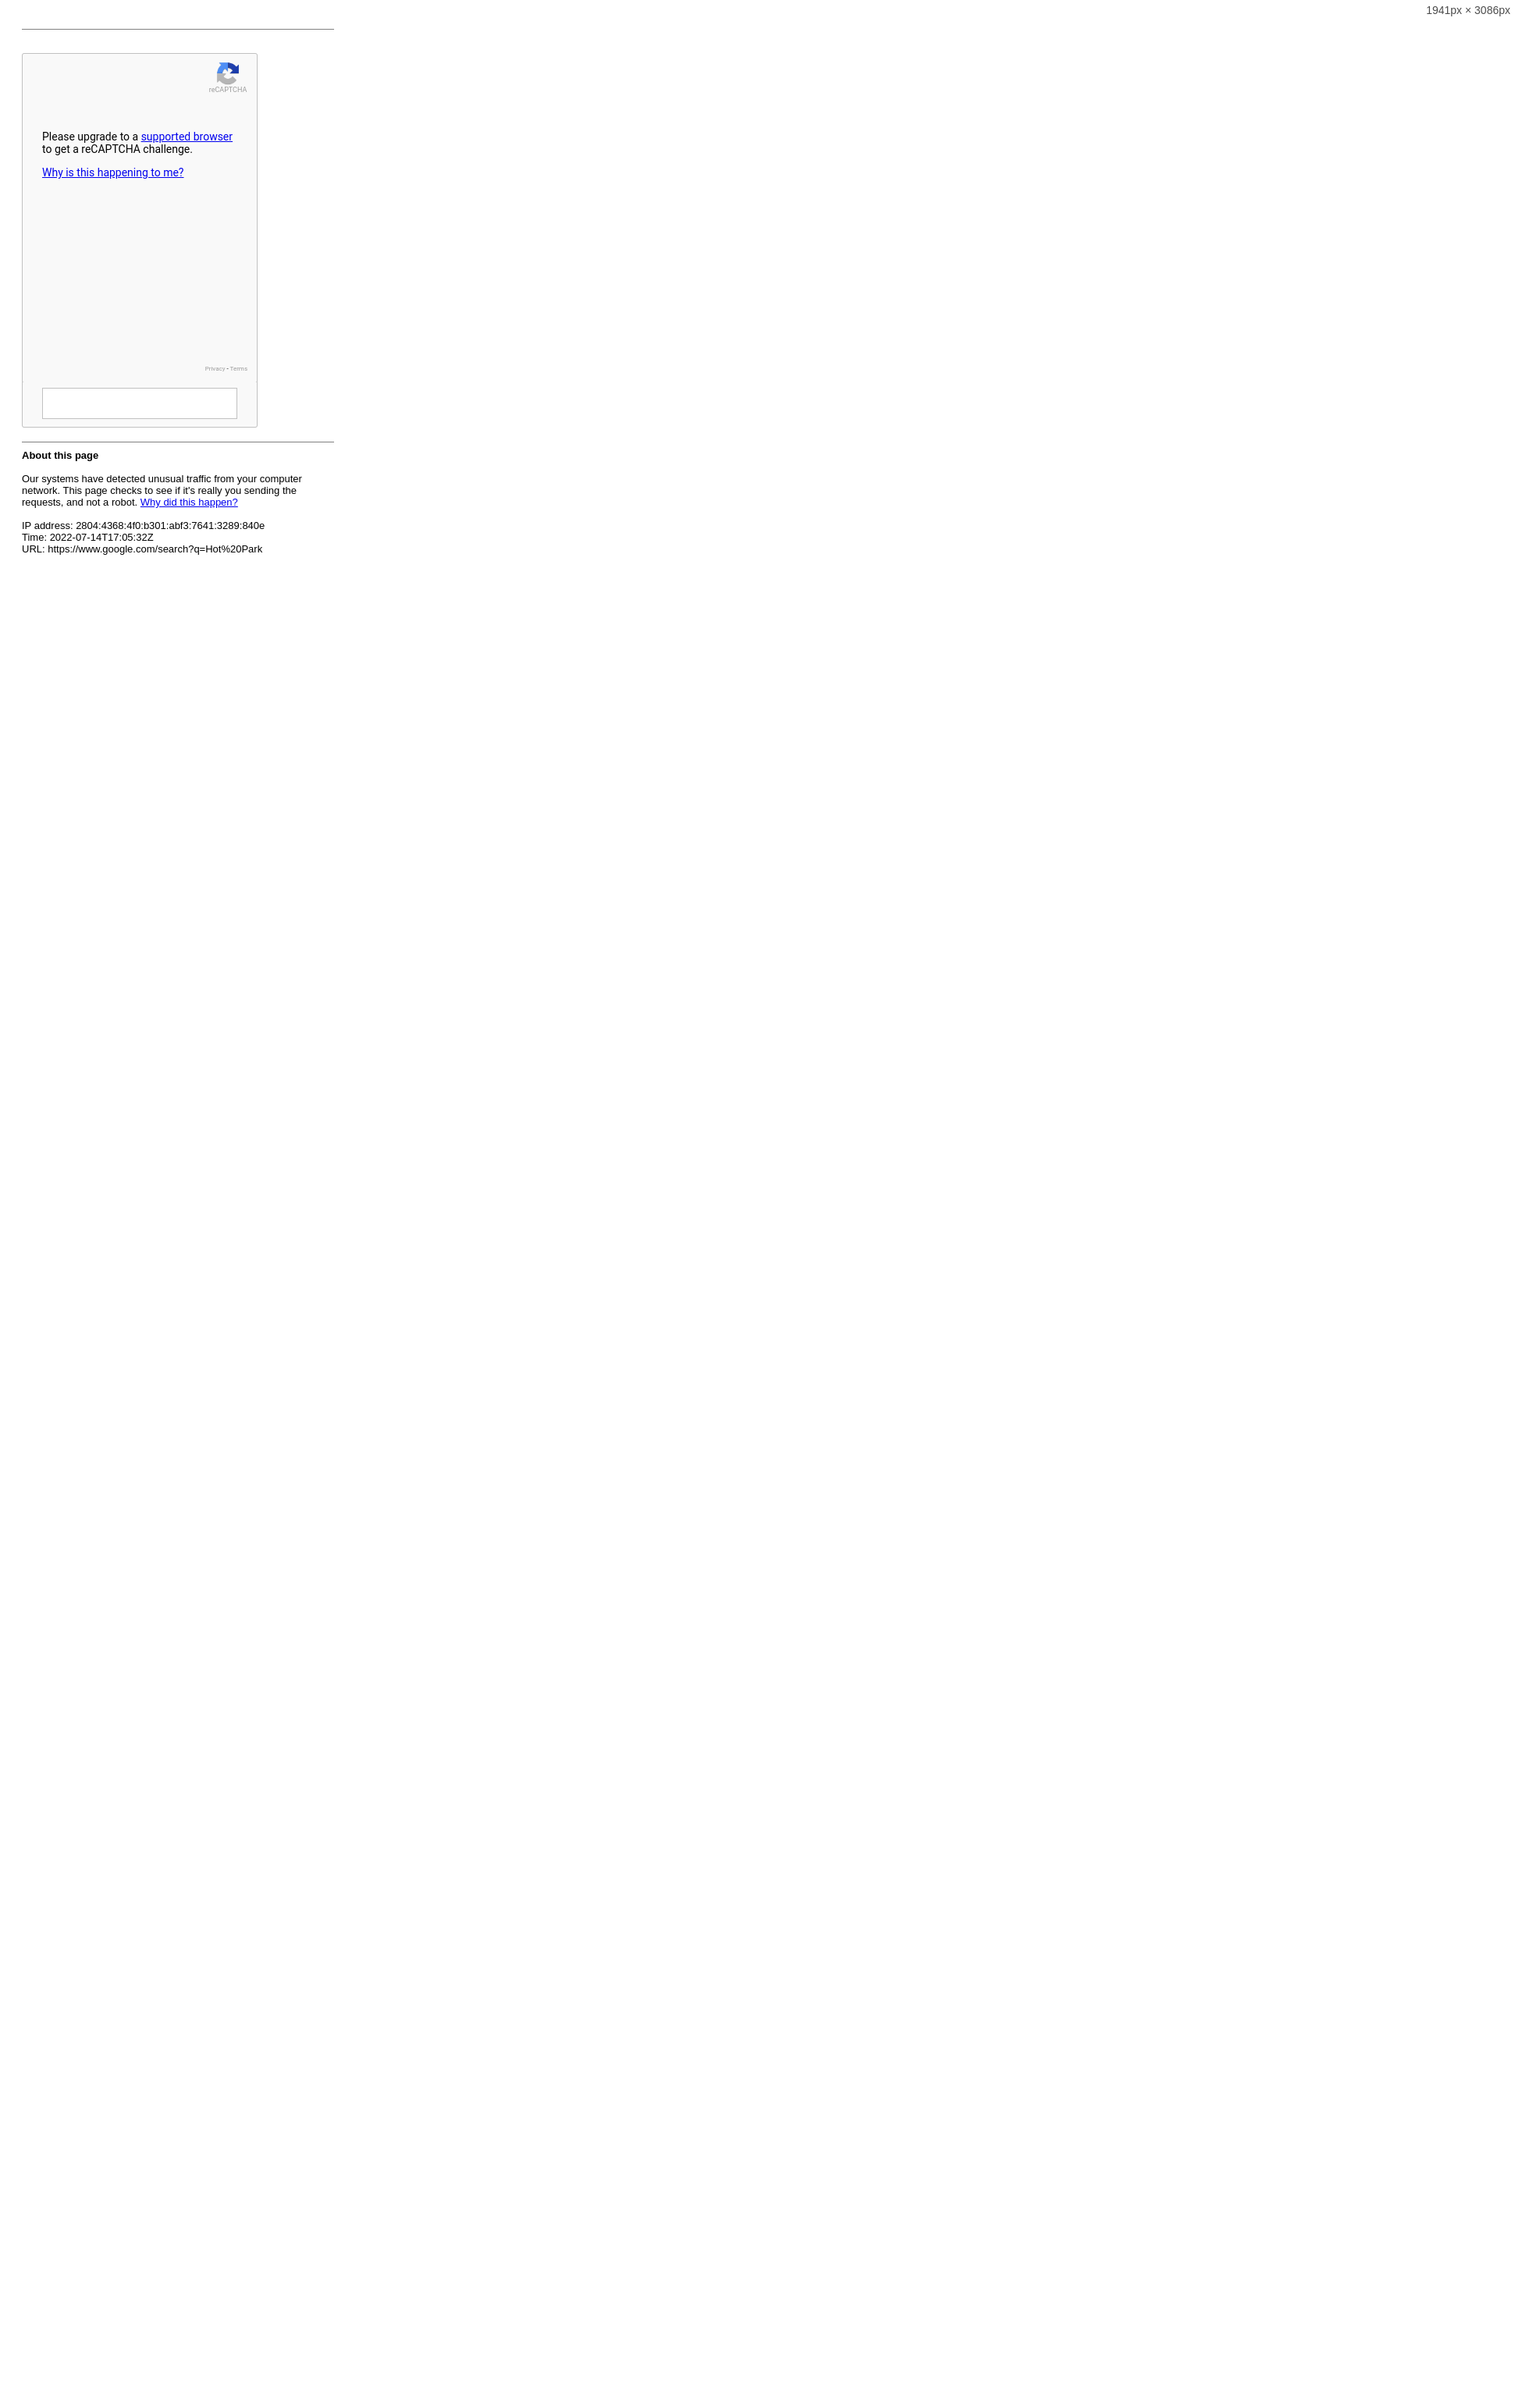 1941px × 3086px
reCAPTCHA
Please upgrade to a supported browser
to get a reCAPTCHA challenge.
Why is this happening to me?
Privacy - Terms
About this page
Our systems have detected unusual traffic from your computer
network. This page checks to see if it's really you sending the
requests, and not a robot. Why did this happen?
IP address: 2804:4368:4f0:b301:abf3:7641:3289:840e
Time: 2022-07-14T17:05:32Z
URL: https://www.google.com/search?q=Hot%20Park